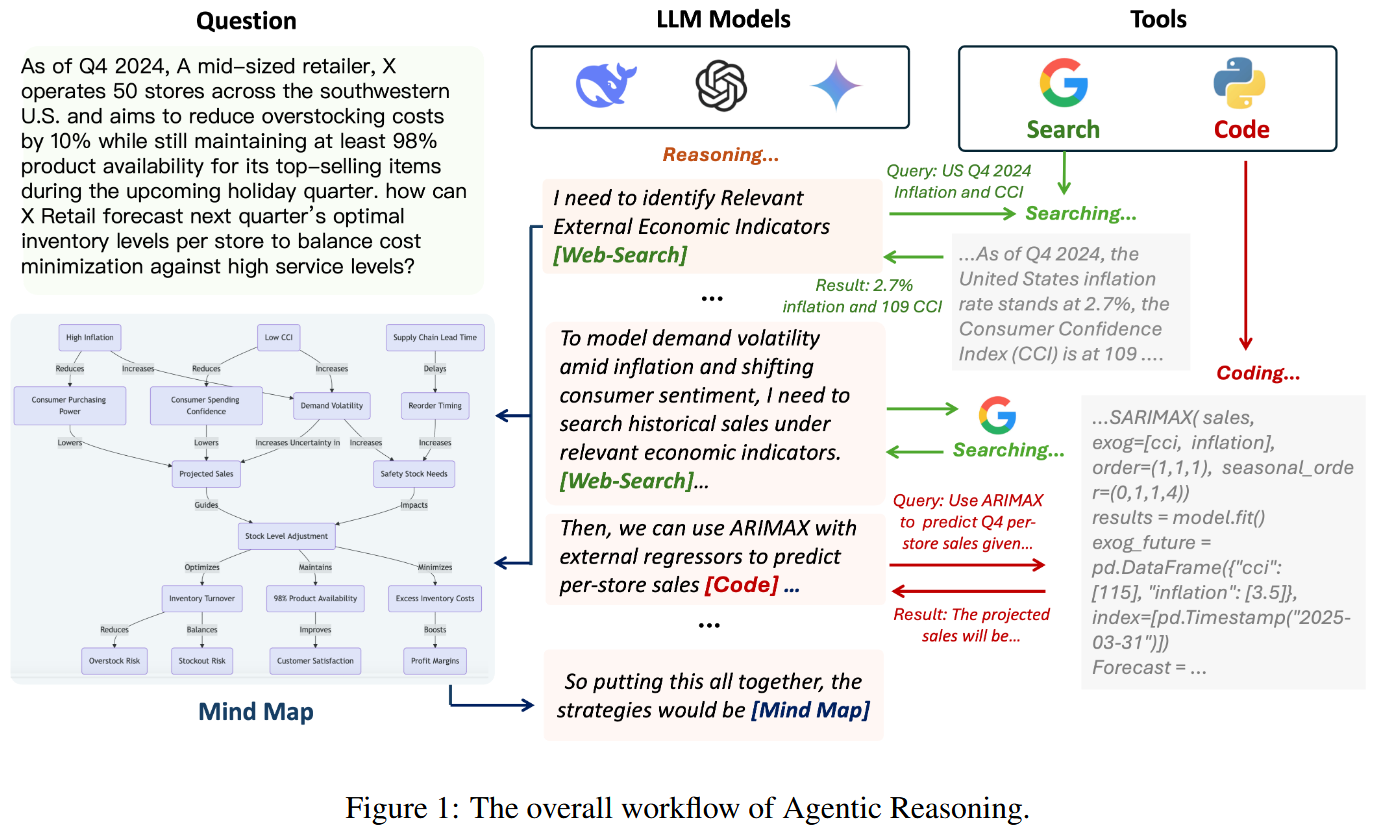 Question
As of Q4 2024, A mid-sized retailer, X
operates 50 stores across the southwestern
U.S. and aims to reduce overstocking costs
by 10% while still maintaining at least 98%
product availability for its top-selling items
during the upcoming holiday quarter. how can
X Retail forecast next quarter's optimal
inventory levels per store to balance cost
minimization against high service levels?
High Inflation
Low CCI
Supply Chain Lead Time
Reduces
Increases
Reduces
Increases
Delays
Consumer Purchasing
Power
Consumer Spending
Confidence
Demand Volatility
Reorder Timing
Lowers
Lowers
Increases Uncertainty In
Increases
Increases
Projected Sales
Safety Stock Needs
Guides
Impacts
Stock Level Adjustment
Optimizes
Maintains
Minimizes
Inventory Turnover
98% Product Availability
Excess Inventory Costs
Reduces
Balances
Improves
Boosts
Overstock Risk
Stockout Risk
Customer Satisfaction
Profit Margins
Mind Map
LLM Models
Reasoning...
I need to identify Relevant
External Economic Indicators
[Web-Search]
...
To model demand volatility
amid inflation and shifting
consumer sentiment, I need to
search historical sales under
relevant economic indicators.
[Web-Search]...
Then, we can use ARIMAX with
external regressors to predict
per-store sales [Code] ...
...
So putting this all together, the
strategies would be [Mind Map]
Tools
Search
Code
Query: US Q4 2024
Inflation and CCI
Searching...
Result: 2.7%
inflation and 109 CCI
...As of Q4 2024, the
United States inflation
rate stands at 2.7%, the
Consumer Confidence
Index (CCI) is at 109 ....
Coding...
Searching...
Query: Use ARIMAX
to predict Q4 per-
store sales given...
Result: The projected
sales will be...
...SARIMAX( sales,
exog=[cci, inflation],
order=(1,1,1), seasonal_orde
r=(0,1,1,4))
results = model.fit()
exog_future =
pd.DataFrame({"cci":
[115], "inflation": [3.5]},
index=[pd.Timestamp("2025-
03-31")])
Forecast = ...
Figure 1: The overall workflow of Agentic Reasoning.